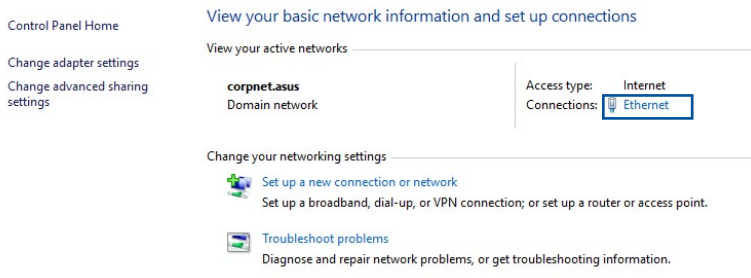 Control Panel Home
Change adapter settings
Change advanced sharing
settings
View your basic network information and set up connections
View your active networks
corpnet.asus
Domain network
Access type: Internet
Connections: Ethernet
Change your networking settings
Set up a new connection or network
Set up a broadband, dial-up, or VPN connection; or set up a router or access point.
Troubleshoot problems
Diagnose and repair network problems, or get troubleshooting information.